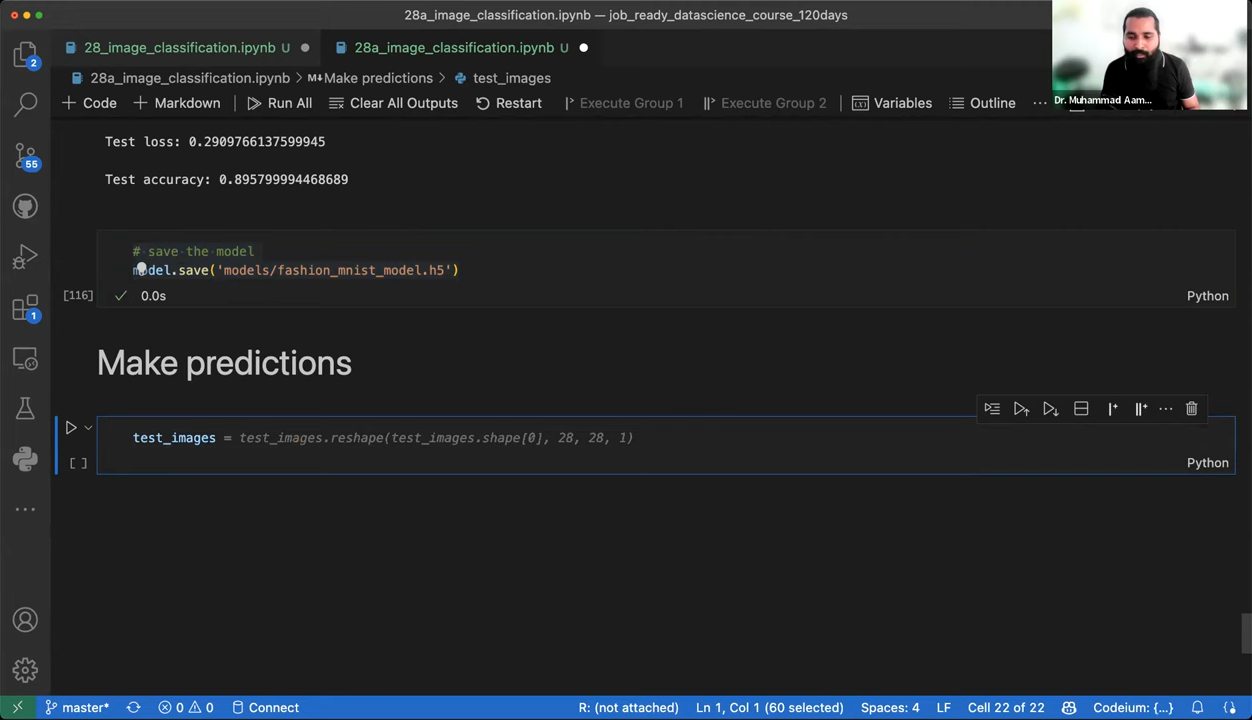 28a_image_classification.ipynb — job_ready_datascience_course_120days
28_image_classification.ipynb U
28a_image_classification.ipynb U
28a_image_classification.ipynb > M↓Make predictions > test_images
+ Code + Markdown Run All Clear All Outputs Restart Execute Group 1 Execute Group 2 Variables Outline ...
Dr. Muhammad Aam...
2
55
1
Test loss: 0.2909766137599945
Test accuracy: 0.895799994468689
# save the model
model.save('models/fashion_mnist_model.h5')
[116] 0.0s Python
Make predictions
test_images = test_images.reshape(test_images.shape[0], 28, 28, 1)
[ ] Python
master* 0 0 Connect R: (not attached) Ln 1, Col 1 (60 selected) Spaces: 4 LF Cell 22 of 22 Codeium: {...}